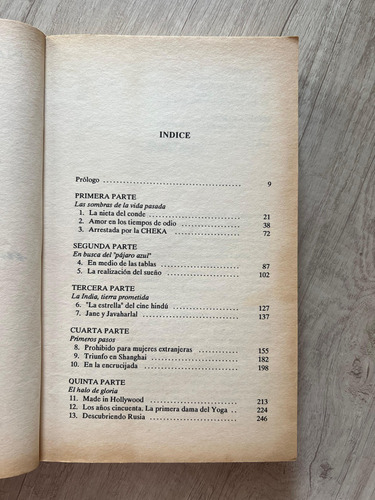 INDICE
Prólogo ........................................ 9
PRIMERA PARTE
Las sombras de la vida pasada
1. La nieta del conde .............................. 21
2. Amor en los tiempos de odio ..................... 38
3. Arrestada por la CHEKA .......................... 72
SEGUNDA PARTE
En busca del "pájaro azul"
4. En medio de las tablas .......................... 87
5. La realización del sueño ........................ 102
TERCERA PARTE
La India, tierra prometida
6. "La estrella" del cine hindú .................... 127
7. Jane y Javaharlal ............................... 137
CUARTA PARTE
Primeros pasos
8. Prohibido para mujeres extranjeras .............. 155
9. Triunfo en Shanghai ............................. 182
10. En la encrucijada .............................. 198
QUINTA PARTE
El halo de gloria
11. Made in Hollywood .............................. 213
12. Los años cincuenta. La primera dama del Yoga .. 224
13. Descubriendo Rusia ............................. 246